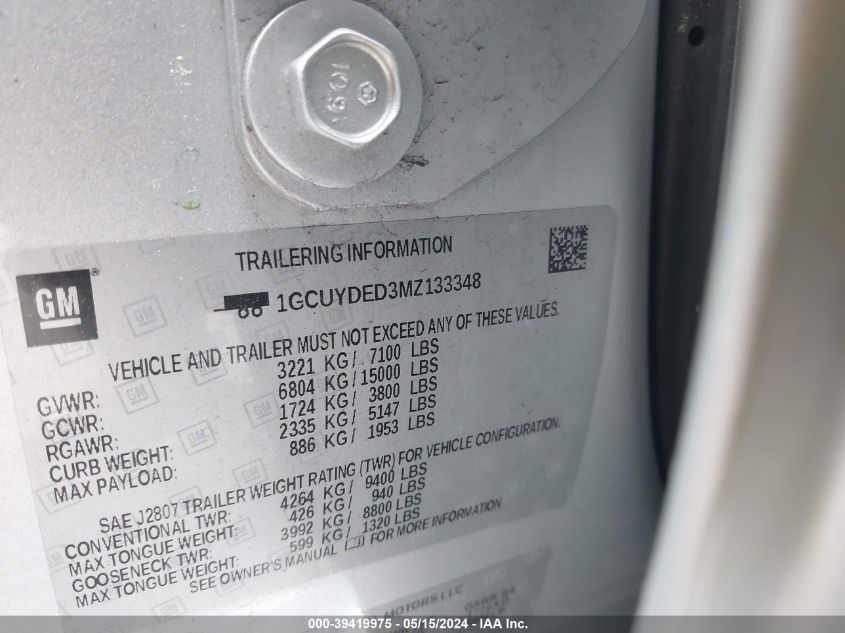 10.9
TRAILERING INFORMATION
GM ®
1GCUYDED3MZ133348
VEHICLE AND TRAILER MUST NOT EXCEED ANY OF THESE VALUES.
GVWR: 3221 KG / 7100 LBS
GCWR: 6804 KG / 15000 LBS
RGAWR: 1724 KG / 3800 LBS
CURB WEIGHT: 2335 KG / 5147 LBS
MAX PAYLOAD: 886 KG / 1953 LBS
SAE J2807 TRAILER WEIGHT RATING (TWR) FOR VEHICLE CONFIGURATION.
CONVENTIONAL TWR: 4264 KG / 9400 LBS
MAX TONGUE WEIGHT: 426 KG / 940 LBS
GOOSENECK TWR: 3992 KG / 8800 LBS
MAX TONGUE WEIGHT: 599 KG / 1320 LBS
SEE OWNER'S MANUAL FOR MORE INFORMATION
MOTORS LLC
GAWR RR
000-39419975 - 05/15/2024 - IAA Inc.